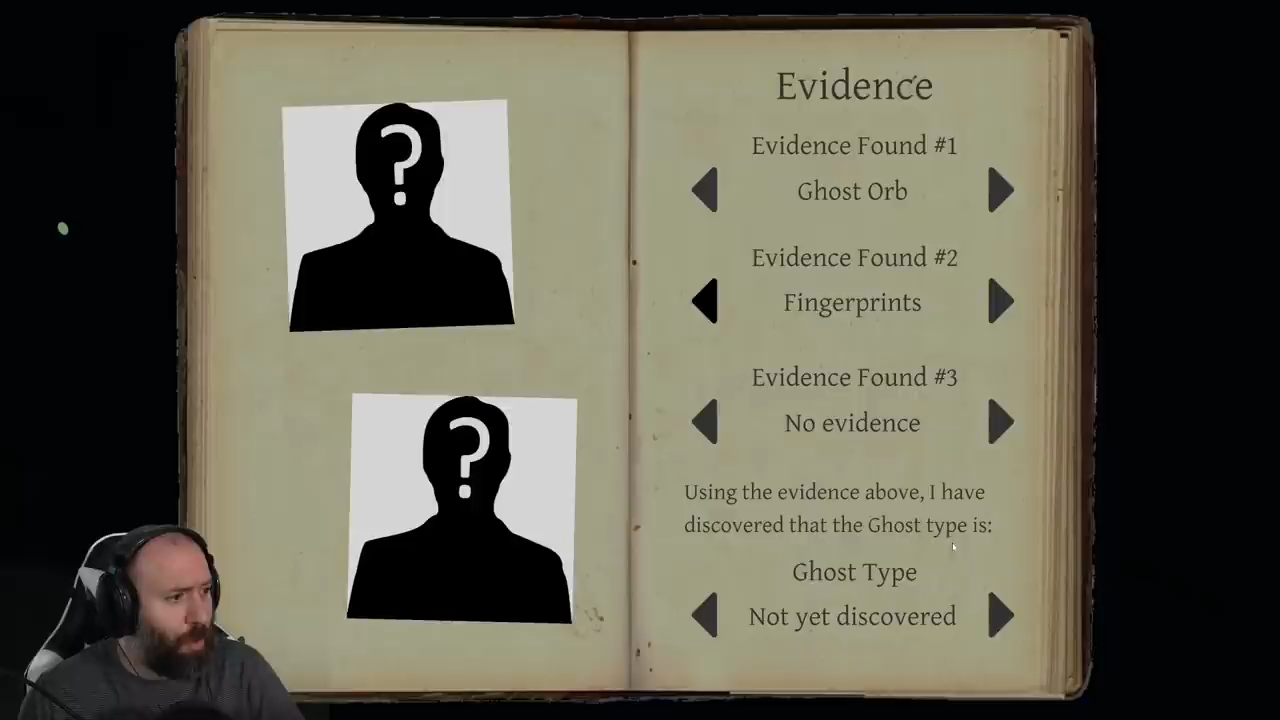 ?
?
Evidence
Evidence Found #1
Ghost Orb
Evidence Found #2
Fingerprints
Evidence Found #3
No evidence
Using the evidence above, I have
discovered that the Ghost type is:
Ghost Type
Not yet discovered